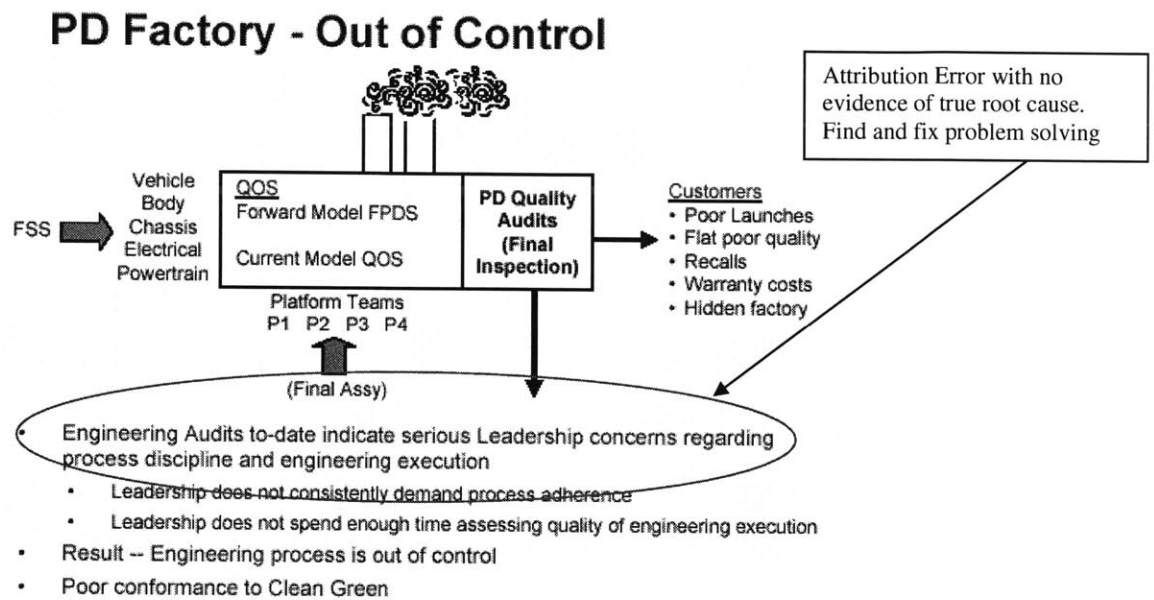 PD Factory - Out of Control
Attribution Error with no
evidence of true root cause.
Find and fix problem solving
FSS
Vehicle
Body
Chassis
Electrical
Powertrain
QOS
Forward Model FPDS
Current Model QOS
PD Quality
Audits
(Final
Inspection)
Customers
• Poor Launches
• Flat poor quality
• Recalls
• Warranty costs
• Hidden factory
Platform Teams
P1 P2 P3 P4
(Final Assy)
• Engineering Audits to-date indicate serious Leadership concerns regarding
process discipline and engineering execution
• Leadership does not consistently demand process adherence
• Leadership does not spend enough time assessing quality of engineering execution
• Result -- Engineering process is out of control
• Poor conformance to Clean Green